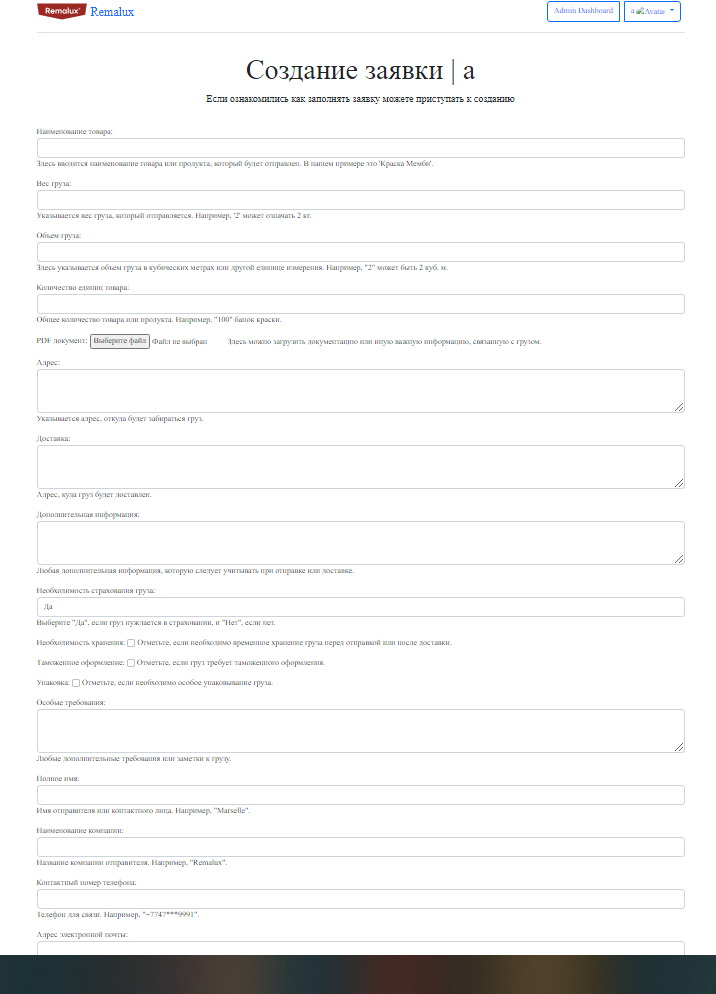 Remalux Remalux Admin Dashboard a Avatar
Создание заявки | a
Если ознакомились как заполнять заявку можете приступать к созданию
Наименование товара:
Здесь вводится наименование товара или продукта, который будет отправлен. В нашем примере это 'Краска Мемби'.
Вес груза:
Указывается вес груза, который отправляется. Например, '2' может означать 2 кг.
Объем груза:
Здесь указывается объем груза в кубических метрах или другой единице измерения. Например, "2" может быть 2 куб. м.
Количество единиц товара:
Общее количество товара или продукта. Например, "100" банок краски.
PDF документ: Выберите файл Файл не выбран Здесь можно загрузить документацию или иную важную информацию, связанную с грузом.
Адрес:
Указывается адрес, откуда будет забираться груз.
Доставка:
Адрес, куда груз будет доставлен.
Дополнительная информация:
Любая дополнительная информация, которую следует учитывать при отправке или доставке.
Необходимость страхования груза:
Да
Выберите "Да", если груз нуждается в страховании, и "Нет", если нет.
Необходимость хранения: Отметьте, если необходимо временное хранение груза перед отправкой или после доставки.
Таможенное оформление: Отметьте, если груз требует таможенного оформления.
Упаковка: Отметьте, если необходимо особое упаковывание груза.
Особые требования:
Любые дополнительные требования или заметки к грузу.
Полное имя:
Имя отправителя или контактного лица. Например, "Marselle".
Наименование компании:
Название компании отправителя. Например, "Remalux".
Контактный номер телефона:
Телефон для связи. Например, "+7747***9991".
Адрес электронной почты: